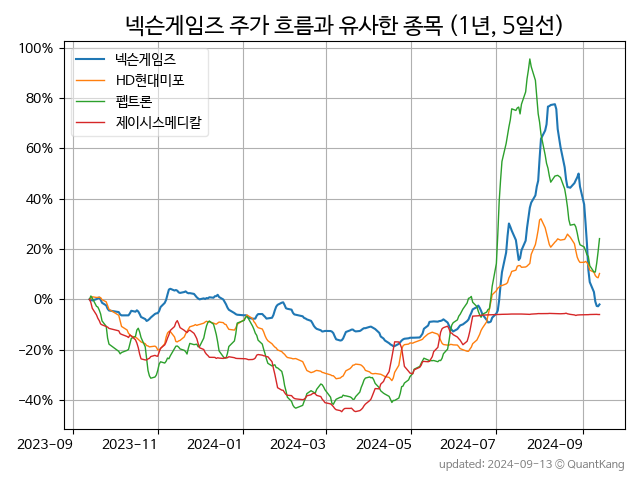 넥슨게임즈 주가 흐름과 유사한 종목 (1년, 5일선)
넥슨게임즈
HD현대미포
펩트론
제이시스메디칼
100%
80%
60%
40%
20%
0%
−20%
−40%
2023-09
2023-11
2024-01
2024-03
2024-05
2024-07
2024-09
updated: 2024-09-13 © QuantKang